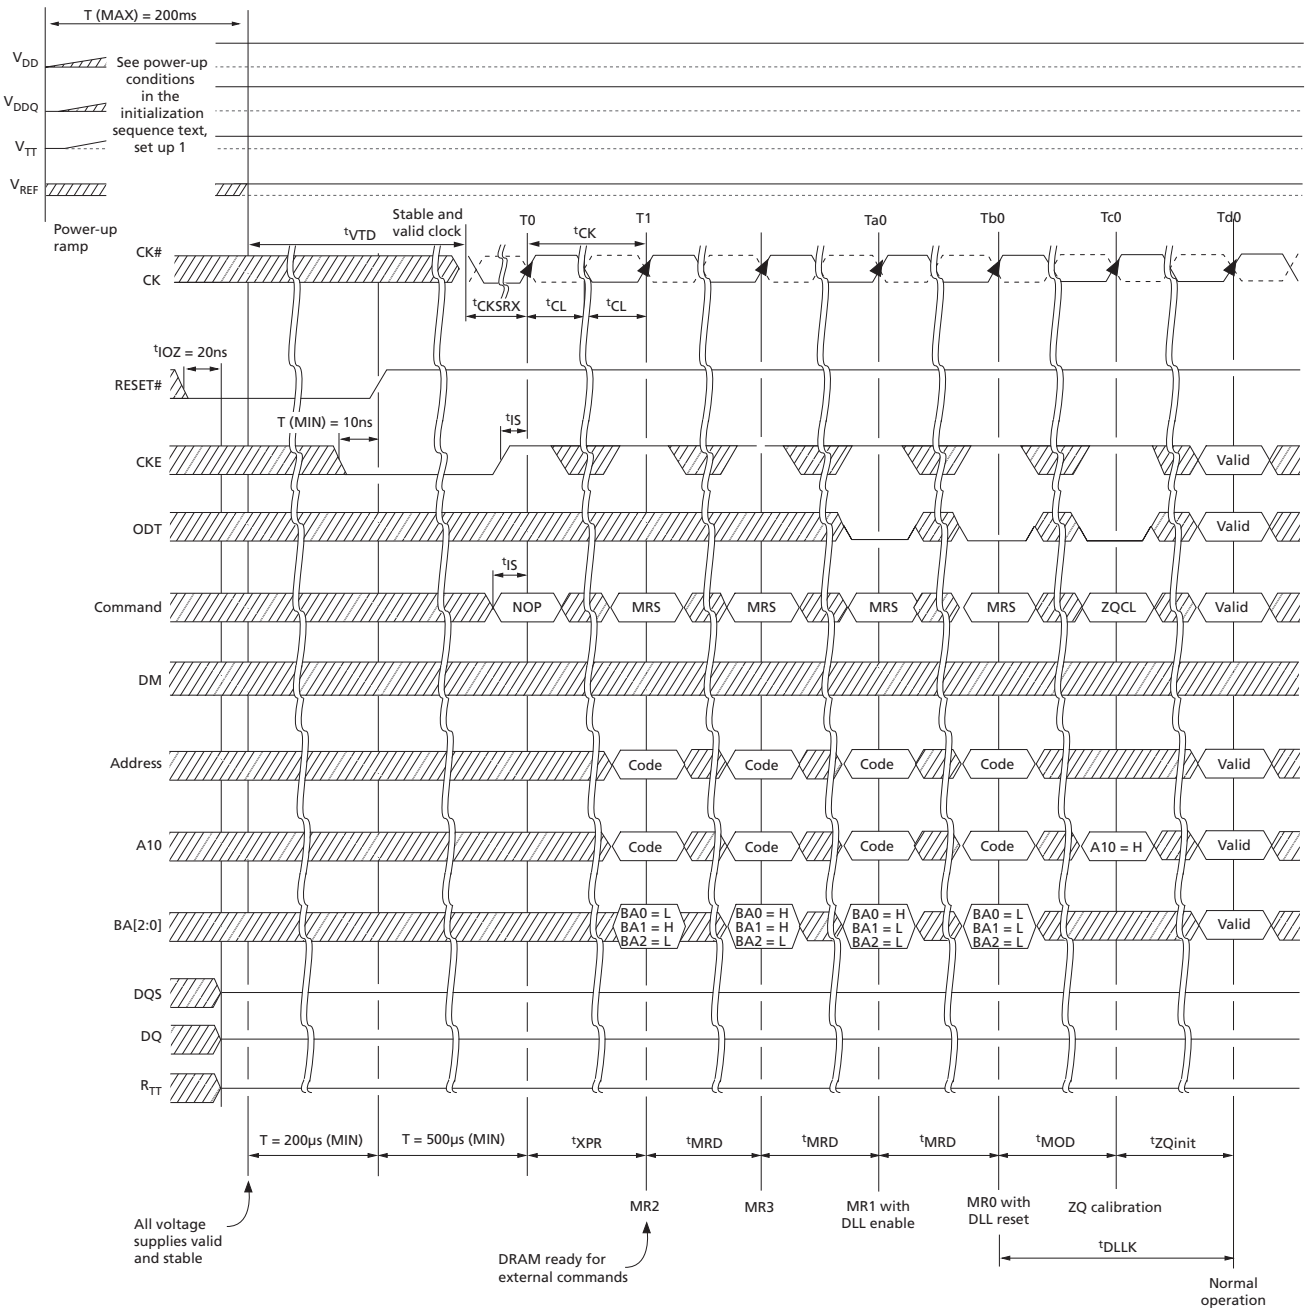 T (MAX) = 200ms
VDD
See power-up
conditions
in the
initialization
sequence text,
set up 1
VDDQ
VTT
VREF
Power-up
ramp
Stable and
valid clock
T0
T1
Ta0
Tb0
Tc0
Td0
tVTD
tCK
CK#
CK
tCKSRX
tCL
tCL
tIOZ = 20ns
RESET#
T (MIN) = 10ns
tIS
CKE
Valid
ODT
Valid
tIS
Command
NOP
MRS
MRS
MRS
MRS
ZQCL
Valid
DM
Address
Code
Code
Code
Code
Valid
A10
Code
Code
Code
Code
A10 = H
Valid
BA[2:0]
BA0 = L
BA1 = H
BA2 = L
BA0 = H
BA1 = H
BA2 = L
BA0 = H
BA1 = L
BA2 = L
BA0 = L
BA1 = L
BA2 = L
Valid
DQS
DQ
RTT
T = 200µs (MIN)
T = 500µs (MIN)
tXPR
tMRD
tMRD
tMRD
tMOD
tZQinit
MR2
MR3
MR1 with
DLL enable
MR0 with
DLL reset
ZQ calibration
All voltage
supplies valid
and stable
DRAM ready for
external commands
tDLLK
Normal
operation